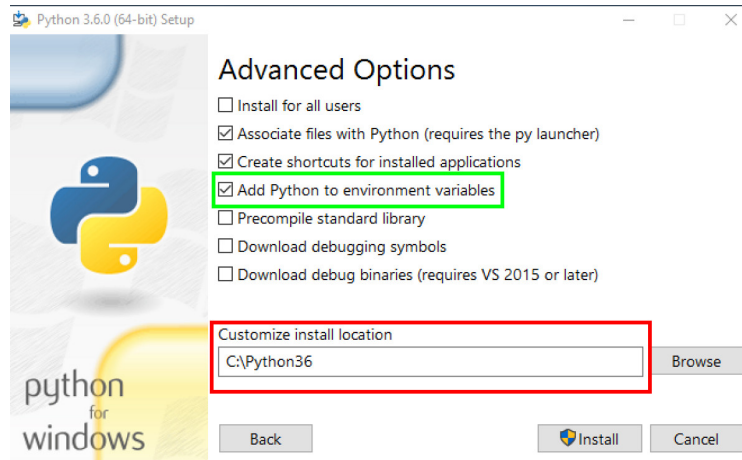 Python 3.6.0 (64-bit) Setup
Advanced Options
Install for all users
Associate files with Python (requires the py launcher)
Create shortcuts for installed applications
Add Python to environment variables
Precompile standard library
Download debugging symbols
Download debug binaries (requires VS 2015 or later)
Customize install location
C:\Python36
Browse
python
for
windows
Back
Install
Cancel